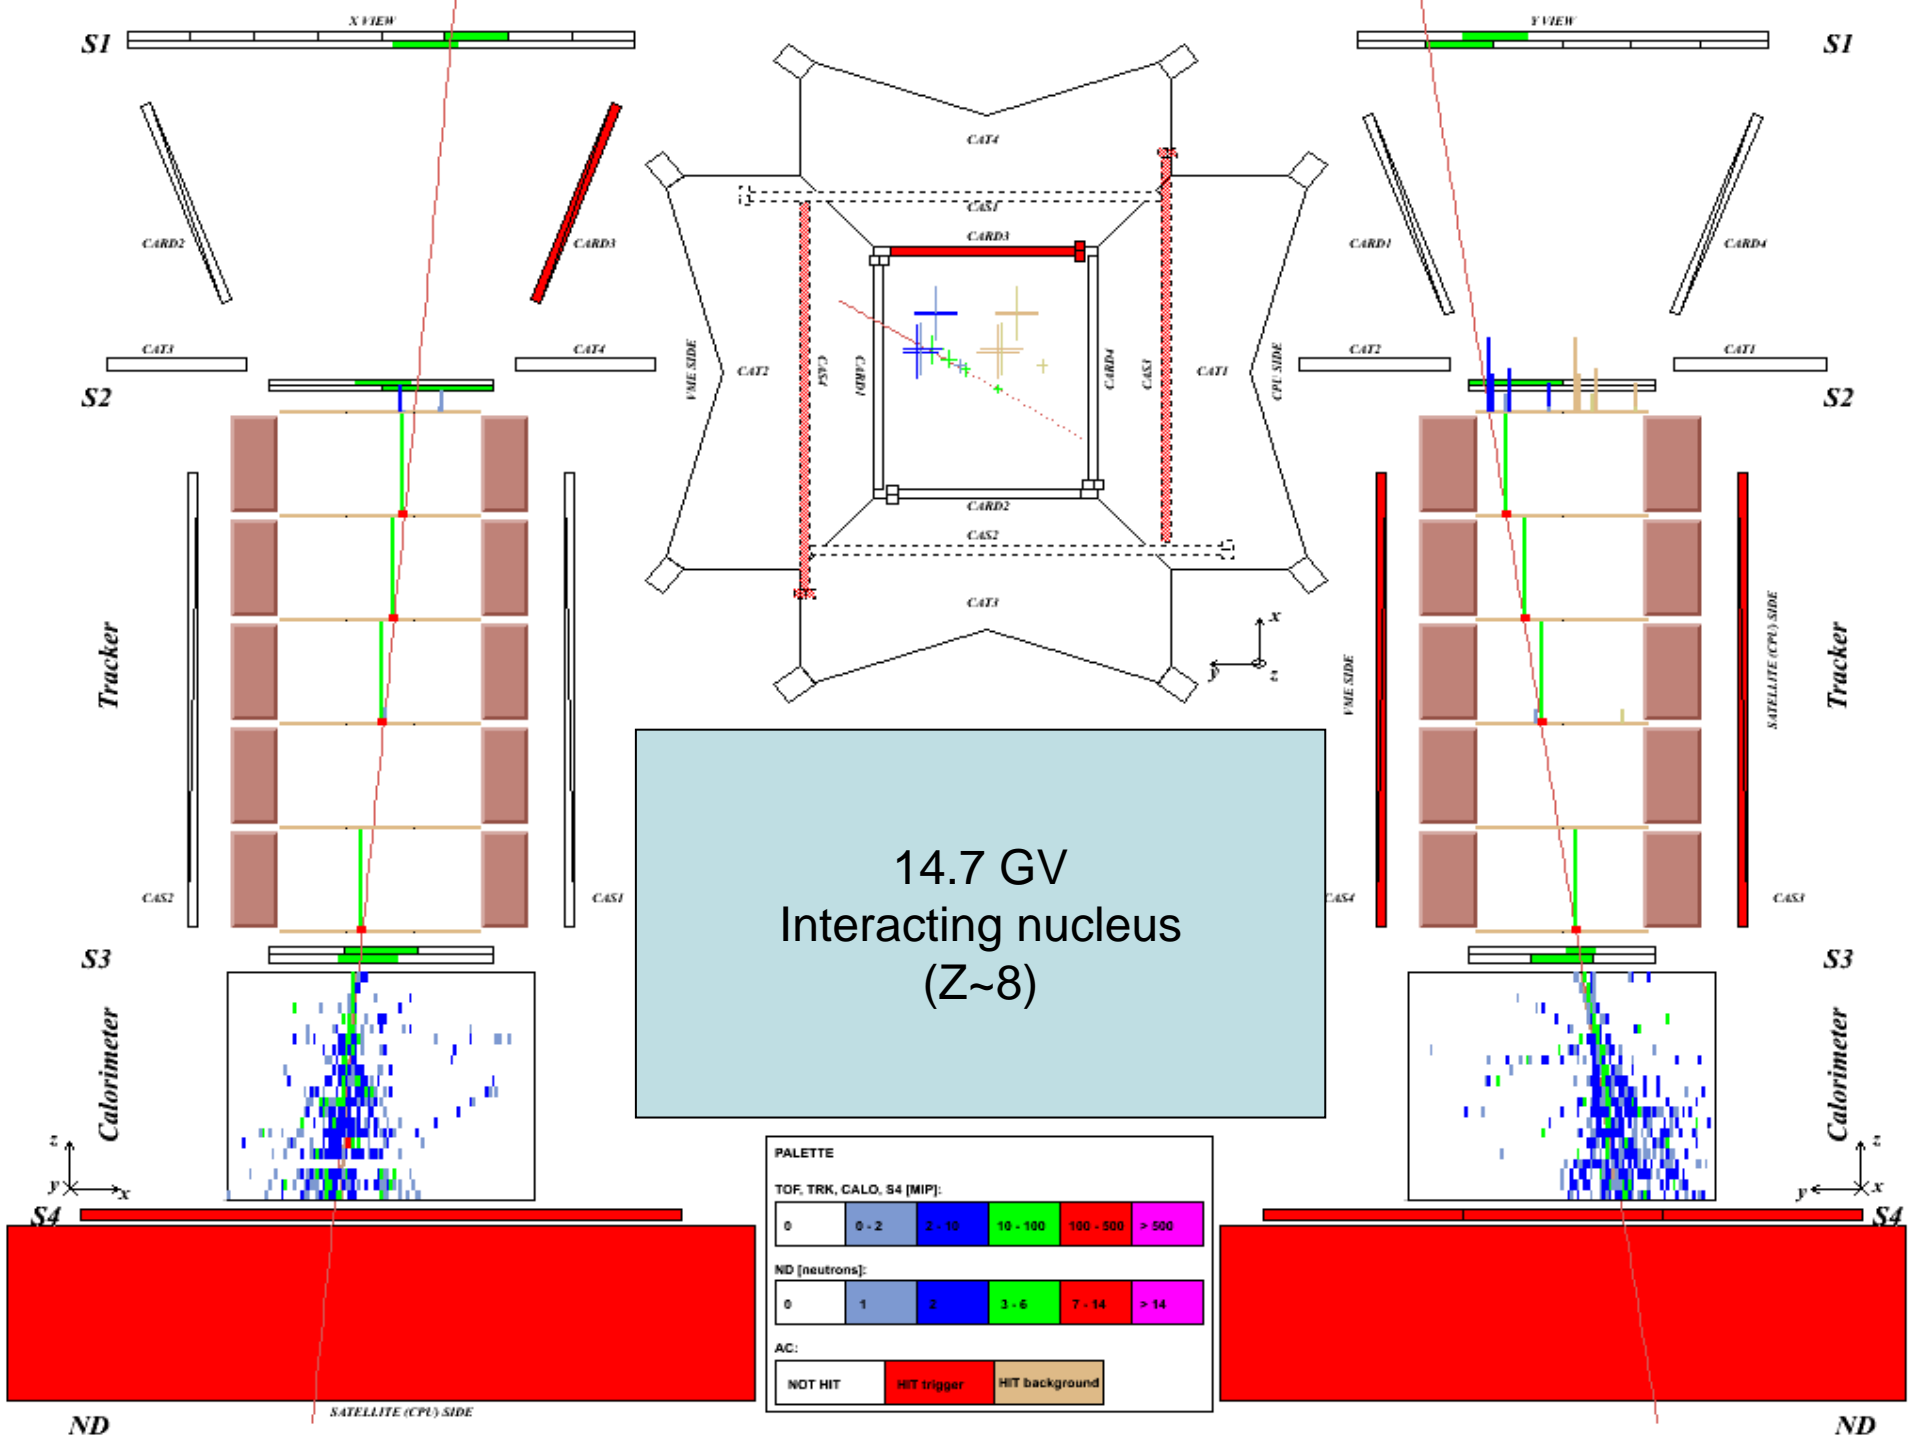 X VIEW
Y VIEW
S1
S1
CAT4
CARD2
CARD3
CAS1
CARD3
CARD1
CARD4
CAT3
CAT4
VME SIDE
CAT2
CAS4
CARD1
CARD4
CAS3
CAT1
CPU SIDE
CAT2
CAT1
S2
S2
CARD2
CAS2
CAT3
x
y
z
Tracker
VME SIDE
SATELLITE (CPU) SIDE
Tracker
14.7 GV
Interacting nucleus
(Z~8)
CAS2
CAS1
CAS4
CAS3
S3
S3
Calorimeter
Calorimeter
z
y
x
z
y
x
PALETTE
TOF, TRK, CALO, S4 [MIP]:
0 0 - 2 2 - 10 10 - 100 100 - 500 > 500
S4
S4
ND [neutrons]:
0 1 2 3 - 6 7 - 14 > 14
AC:
NOT HIT HIT trigger HIT background
SATELLITE (CPU) SIDE
ND
ND